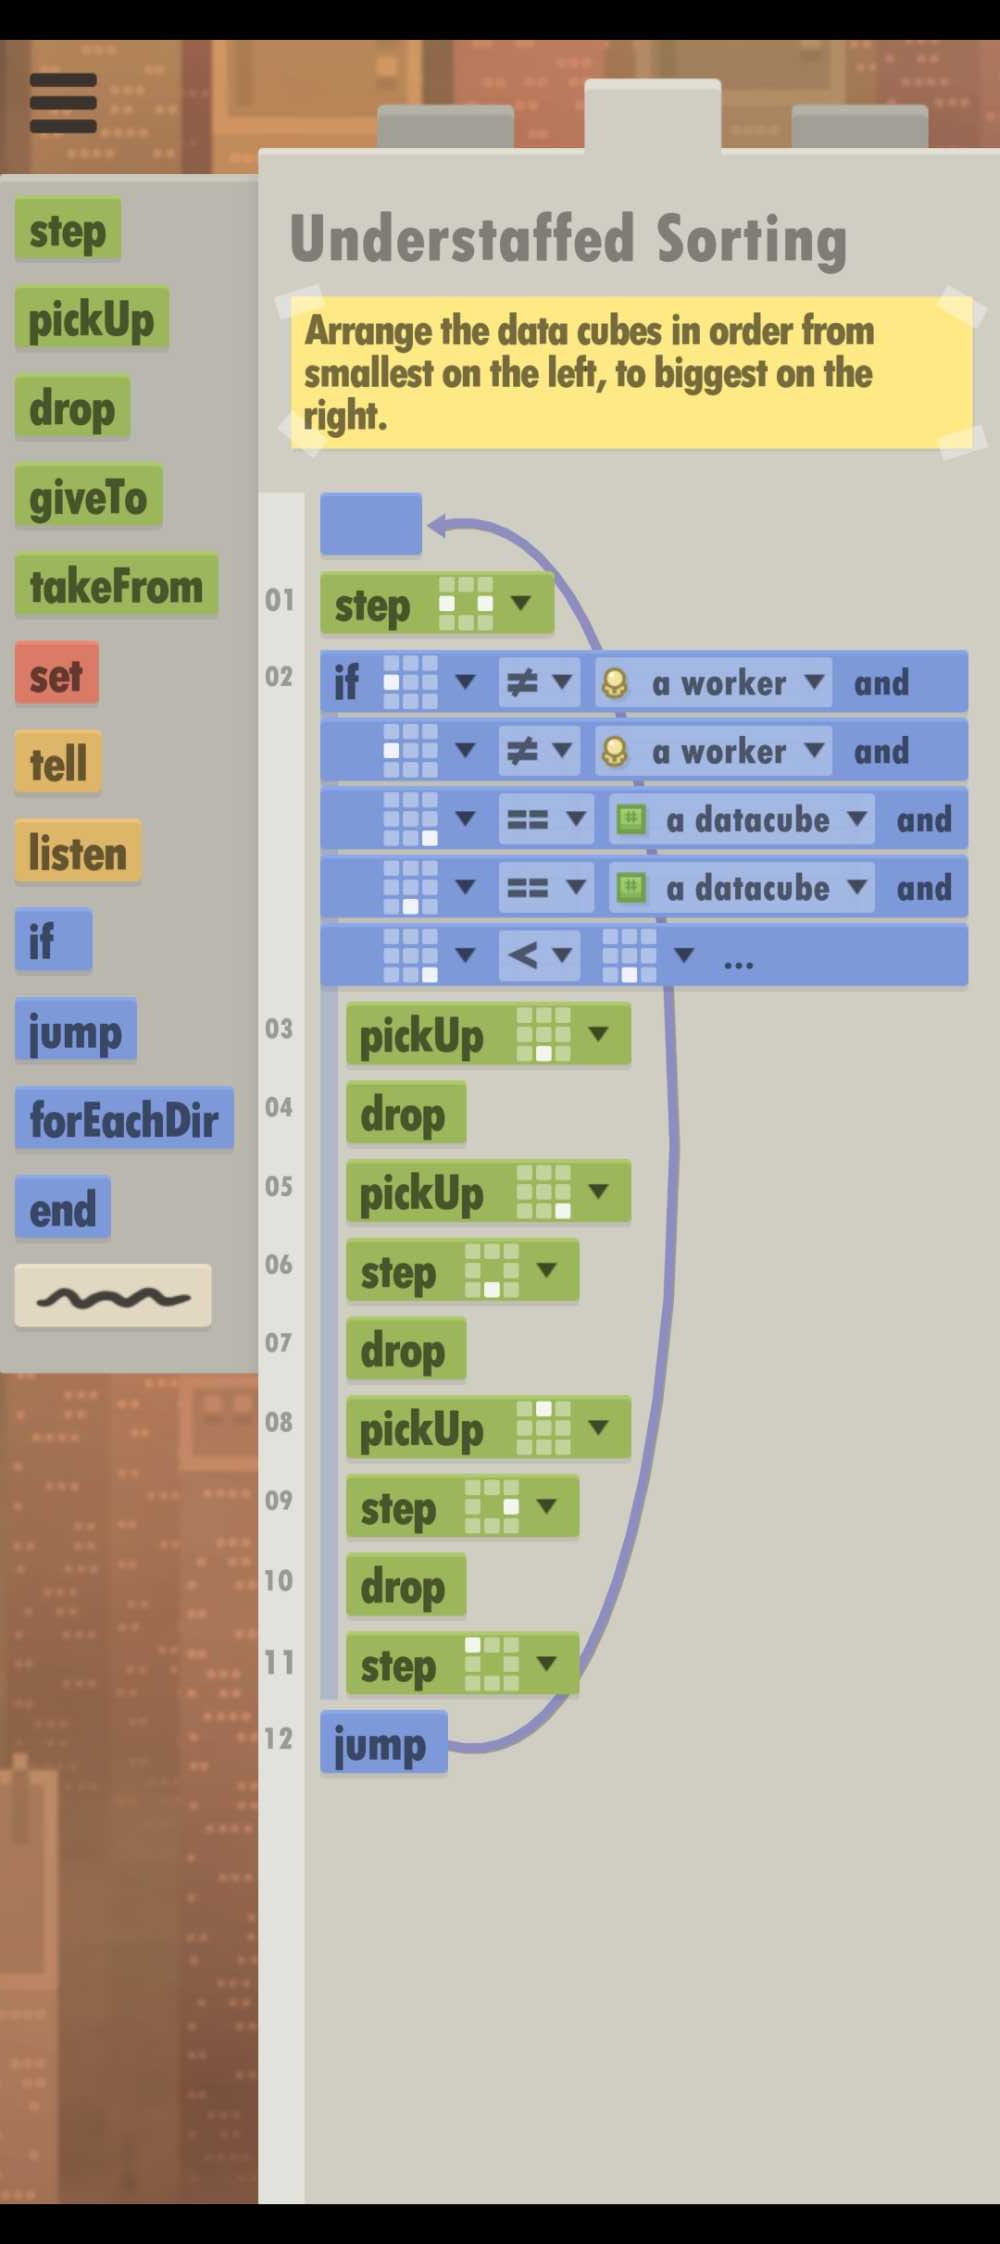 Understaffed Sorting
Arrange the data cubes in order from
smallest on the left, to biggest on the
right.
step
pickUp
drop
giveTo
takeFrom
set
tell
listen
if
jump
forEachDir
end
01 step
02 if ≠ a worker and
≠ a worker and
== a datacube and
== a datacube and
< ...
03 pickUp
04 drop
05 pickUp
06 step
07 drop
08 pickUp
09 step
10 drop
11 step
12 jump